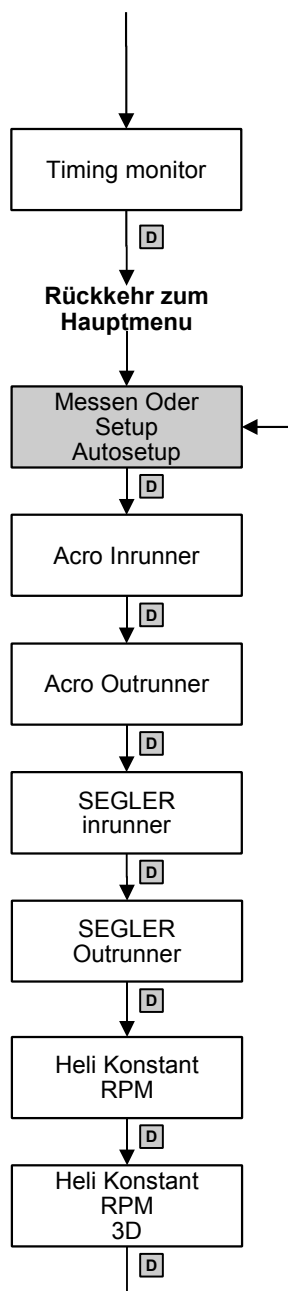 Timing monitor
D
Rückkehr zum
Hauptmenu
Messen Oder
Setup
Autosetup
D
Acro Inrunner
D
Acro Outrunner
D
SEGLER
inrunner
D
SEGLER
Outrunner
D
Heli Konstant
RPM
D
Heli Konstant
RPM
3D
D